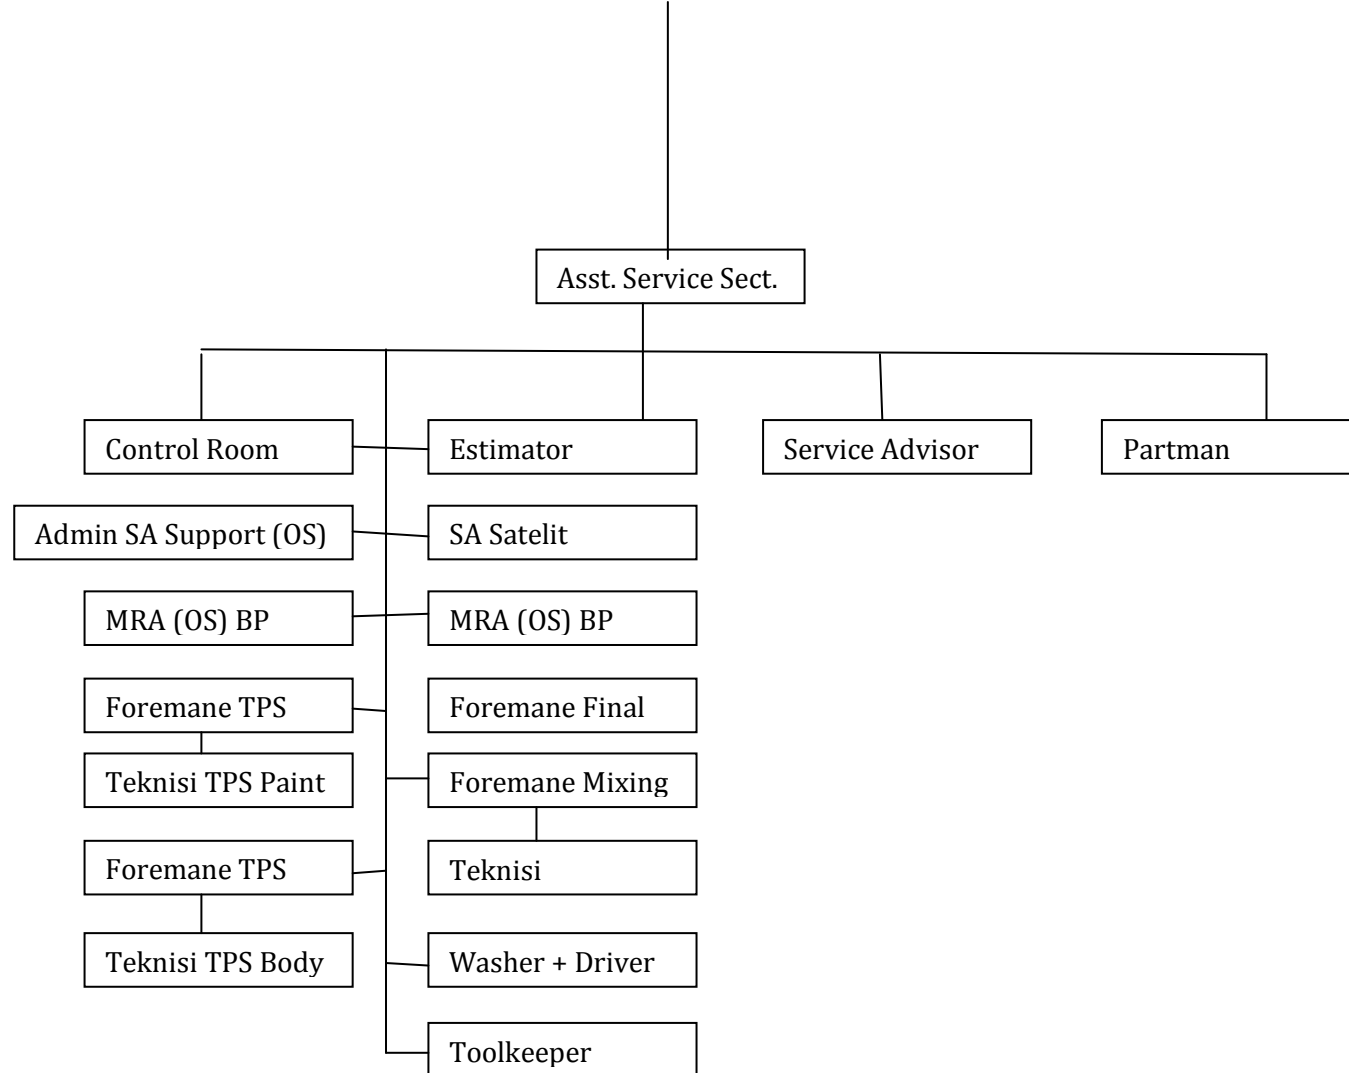 Asst. Service Sect.
Control Room
Estimator
Service Advisor
Partman
Admin SA Support (OS)
SA Satelit
MRA (OS) BP
MRA (OS) BP
Foremane TPS
Foremane Final
Teknisi TPS Paint
Foremane Mixing
Foremane TPS
Teknisi
Teknisi TPS Body
Washer + Driver
Toolkeeper